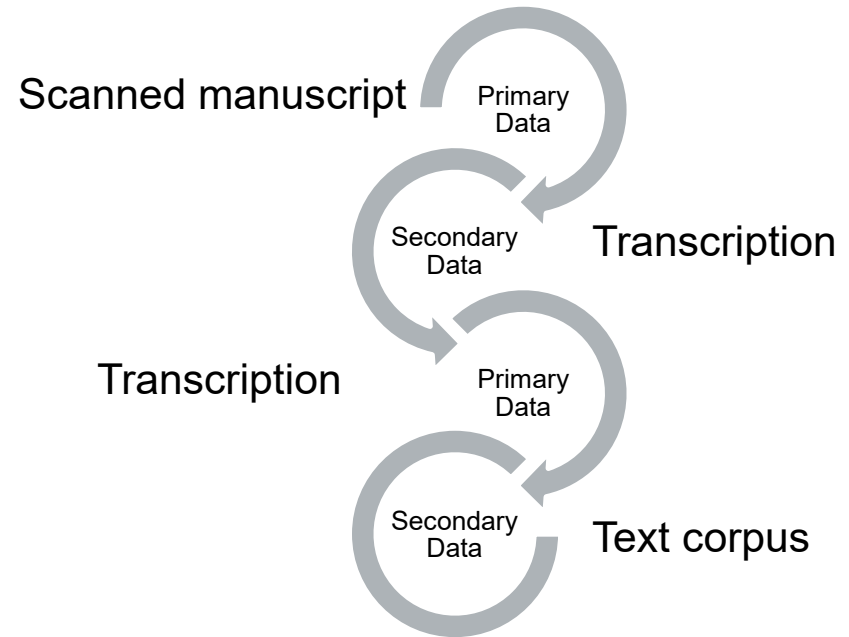 Scanned manuscript
Primary
Data
Secondary
Data
Transcription
Transcription
Primary
Data
Secondary
Data
Text corpus